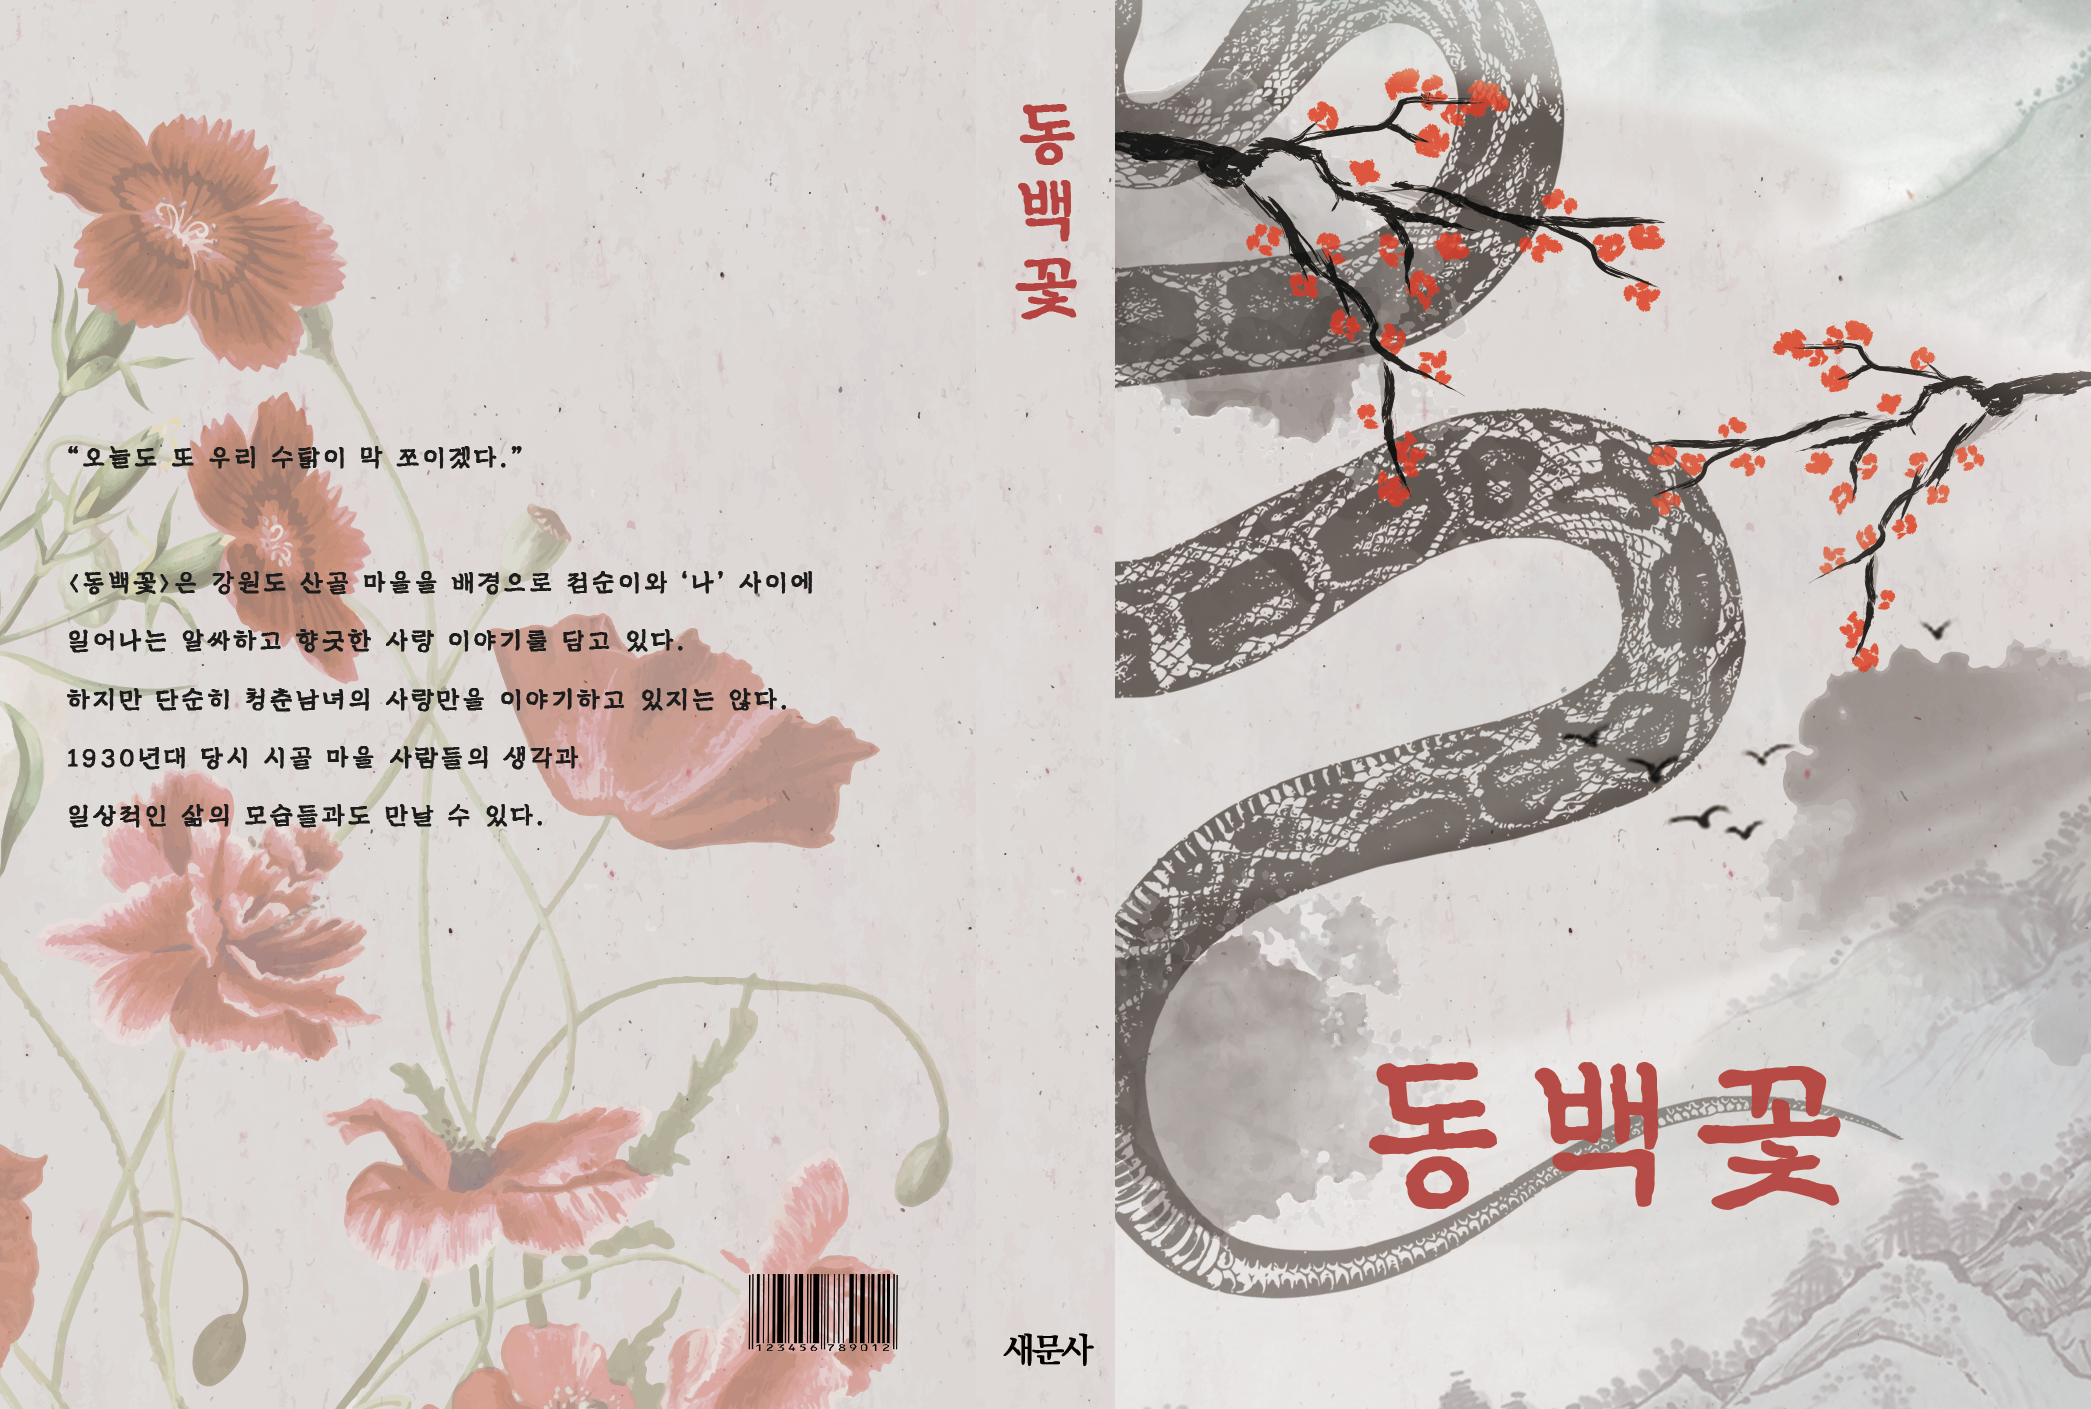 “오늘도 또 우리 수탉이 막 쪼이겠다.”
<동백꽃>은 강원도 산골 마을을 배경으로 점순이와 ‘나’ 사이에
일어나는 알싸하고 향긋한 사랑 이야기를 담고 있다.
하지만 단순히 청춘남녀의 사랑만을 이야기하고 있지는 않다.
1930년대 당시 시골 마을 사람들의 생각과
일상적인 삶의 모습들과도 만날 수 있다.
123456 789012
동백꽃
새문사
동백꽃